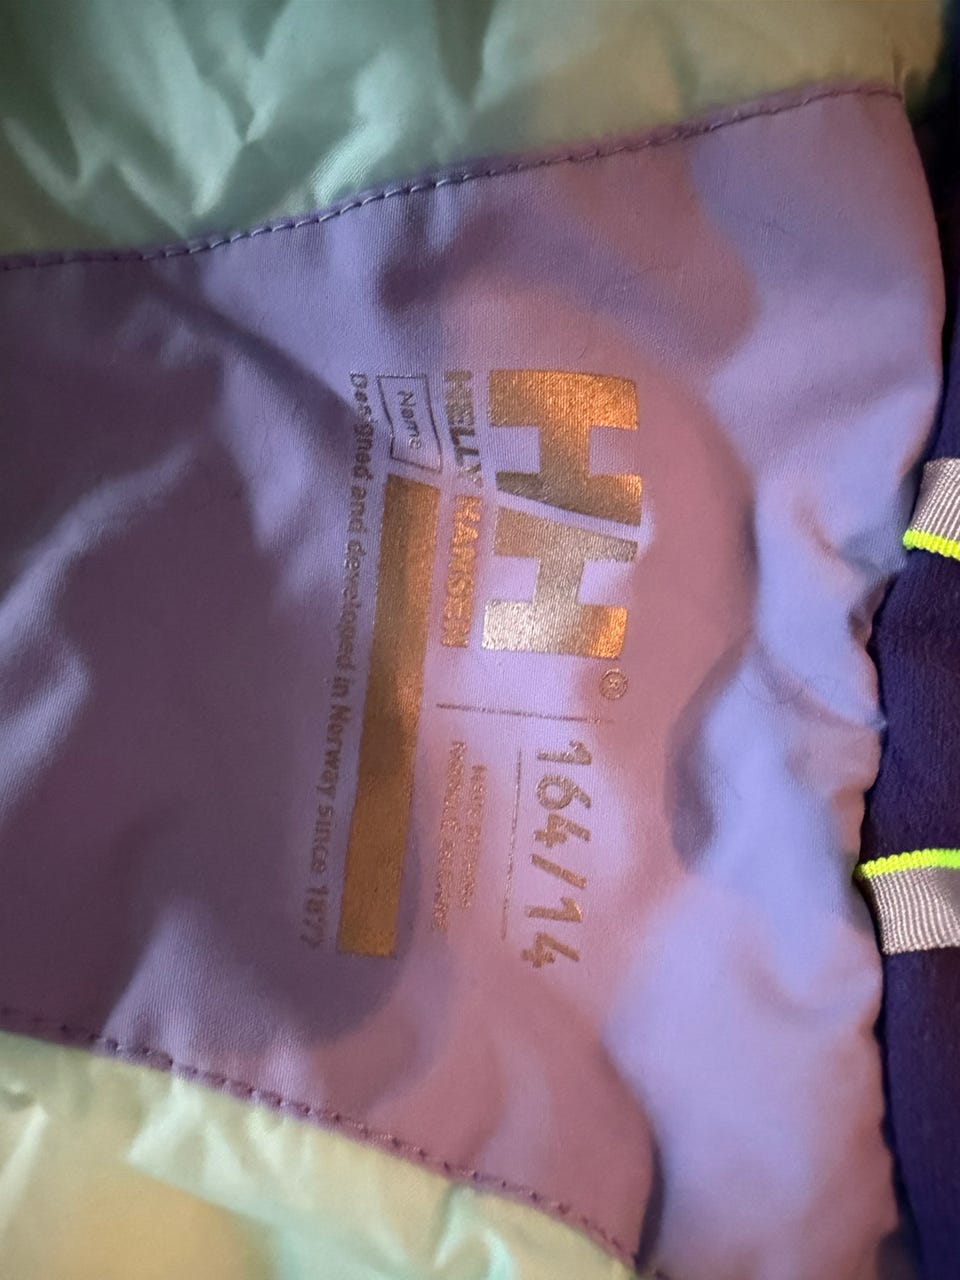 HH®
HELLY HANSEN
164/14
Name
Designed and developed in Norway since 1877